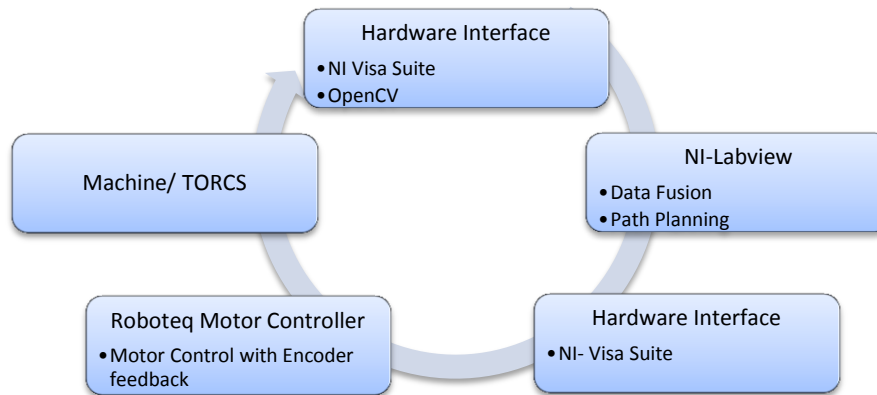 Hardware Interface
•NI Visa Suite
•OpenCV
NI-Labview
•Data Fusion
•Path Planning
Hardware Interface
•NI- Visa Suite
Roboteq Motor Controller
•Motor Control with Encoder
feedback
Machine/ TORCS